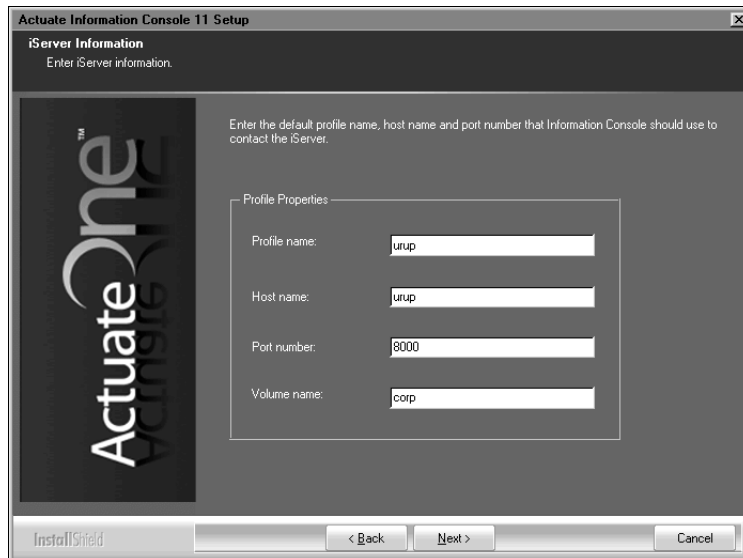 Actuate Information Console 11 Setup
iServer Information
Enter iServer information.
ActuateOne™
Enter the default profile name, host name and port number that Information Console should use to
contact the iServer.
Profile Properties
Profile name: urup
Host name: urup
Port number: 8000
Volume name: corp
InstallShield
< Back Next > Cancel